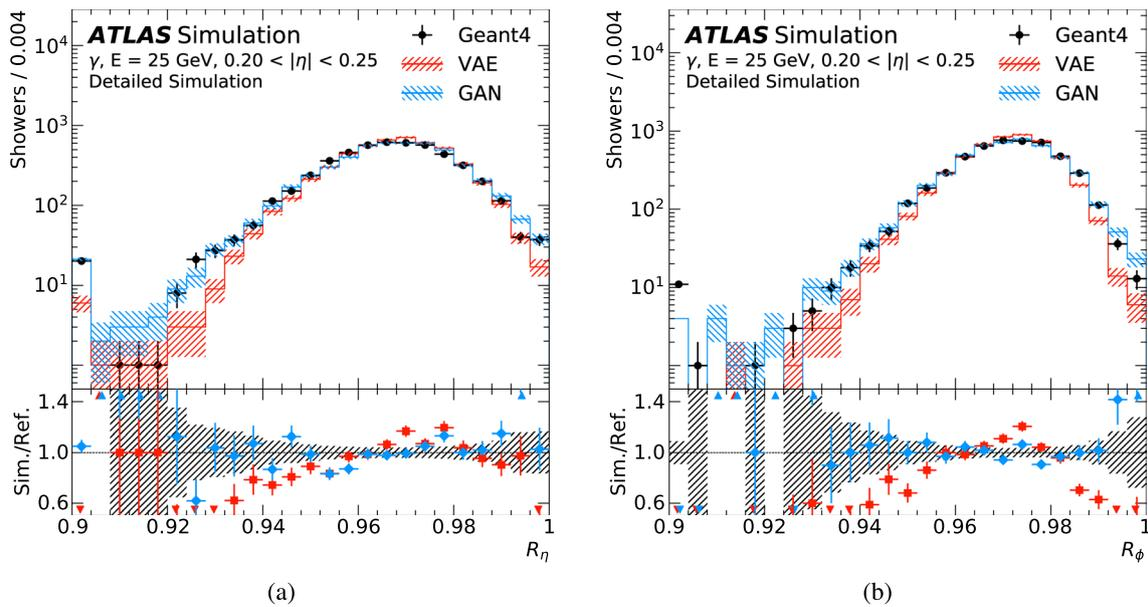 ATLAS Simulation
γ, E = 25 GeV, 0.20 < |η| < 0.25
Detailed Simulation
Geant4
VAE
GAN
Showers / 0.004
10⁴
10³
10²
10¹
Sim./Ref.
1.4
1.0
0.6
0.9 0.92 0.94 0.96 0.98 1
Rη
(a)
ATLAS Simulation
γ, E = 25 GeV, 0.20 < |η| < 0.25
Detailed Simulation
Geant4
VAE
GAN
Showers / 0.004
10⁴
10³
10²
10¹
Sim./Ref.
1.4
1.0
0.6
0.9 0.92 0.94 0.96 0.98 1
Rϕ
(b)